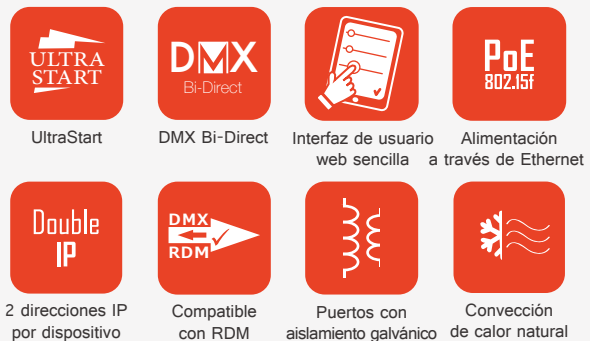 ULTRA
START
DMX
Bi-Direct
PoE
802.15f
UltraStart
DMX Bi-Direct
Interfaz de usuario
web sencilla
Alimentación
a través de Ethernet
Double
IP
DMX
RDM
2 direcciones IP
por dispositivo
Compatible
con RDM
Puertos con
aislamiento galvánico
Convección
de calor natural